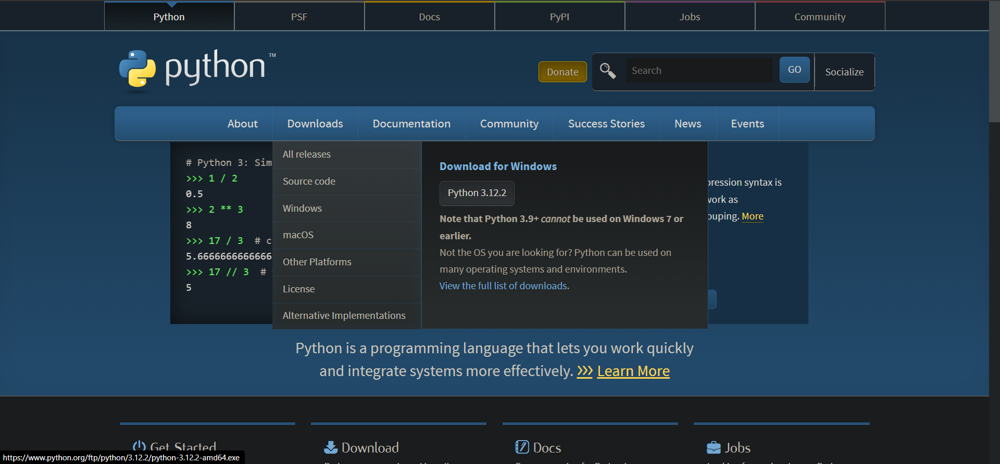 Python
PSF
Docs
PyPI
Jobs
Community
python™
Donate
Search
GO
Socialize
About
Downloads
Documentation
Community
Success Stories
News
Events
# Python 3: Sim
>>> 1 / 2
0.5
>>> 2 ** 3
8
>>> 17 / 3 # c
5.6666666666666
>>> 17 // 3 #
5
All releases
Source code
Windows
macOS
Other Platforms
License
Alternative Implementations
Download for Windows
Python 3.12.2
Note that Python 3.9+ cannot be used on Windows 7 or
earlier.
Not the OS you are looking for? Python can be used on
many operating systems and environments.
View the full list of downloads.
pression syntax is
work as
ouping. More
Python is a programming language that lets you work quickly
and integrate systems more effectively. >>> Learn More
Get Started
Download
Docs
Jobs
https://www.python.org/ftp/python/3.12.2/python-3.12.2-amd64.exe